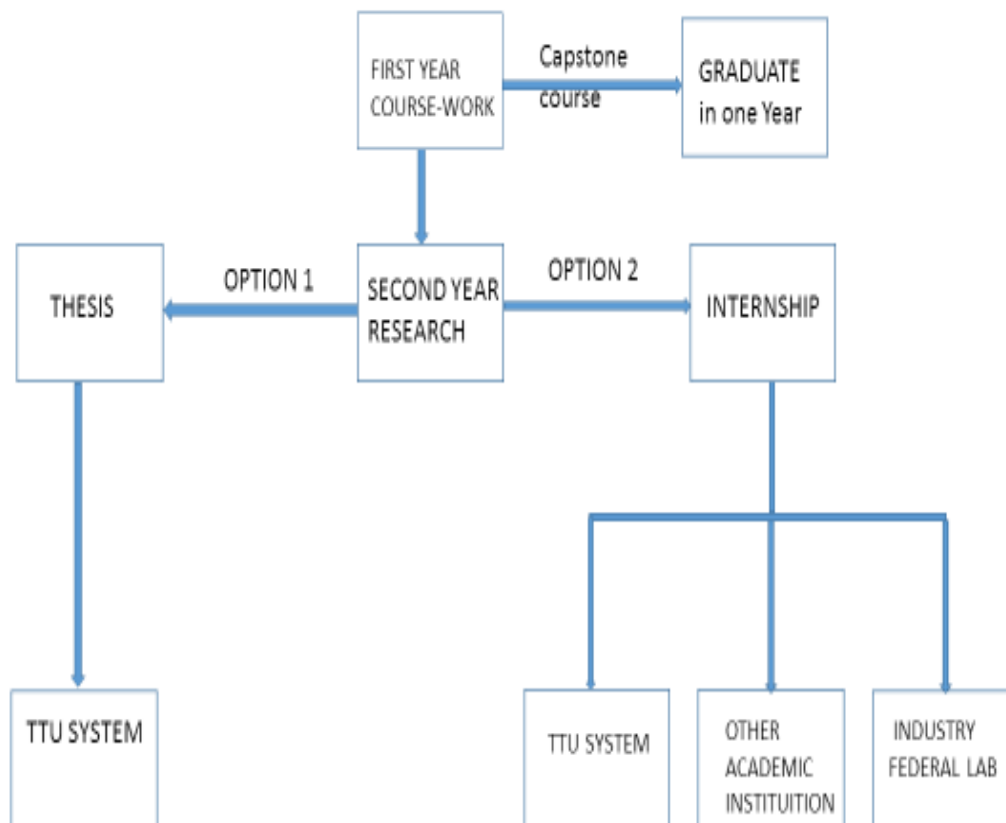 FIRST YEAR
COURSE-WORK
Capstone
course
GRADUATE
in one Year
THESIS
OPTION 1
SECOND YEAR
RESEARCH
OPTION 2
INTERNSHIP
TTU SYSTEM
TTU SYSTEM
OTHER
ACADEMIC
INSTITUITION
INDUSTRY
FEDERAL LAB